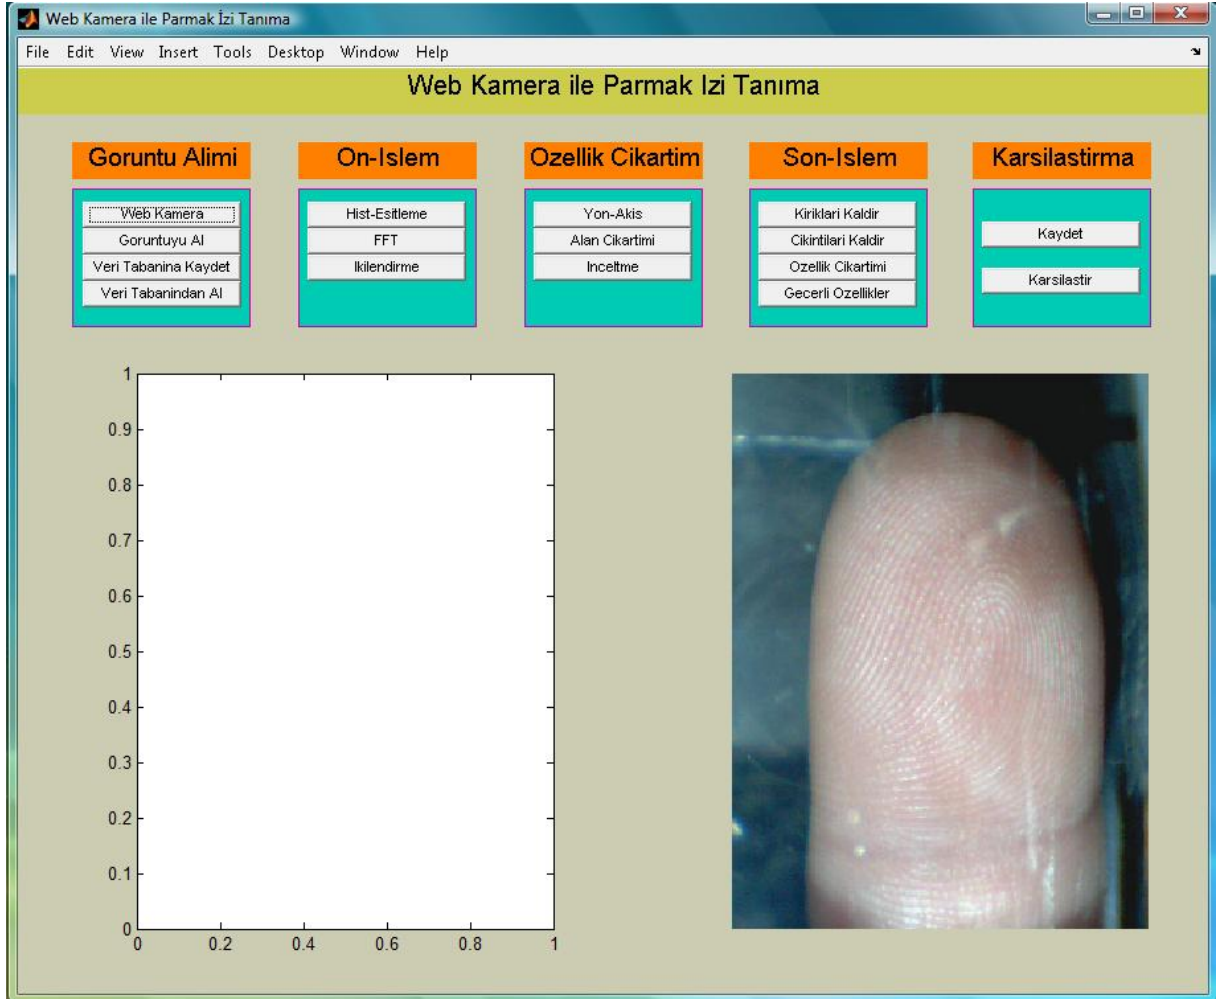 Web Kamera ile Parmak İzi Tanıma
File Edit View Insert Tools Desktop Window Help
Web Kamera ile Parmak Izi Tanıma
Goruntu Alimi
Web Kamera
Goruntuyu Al
Veri Tabanina Kaydet
Veri Tabanindan Al
On-Islem
Hist-Esitleme
FFT
Ikilendirme
Ozellik Cikartim
Yon-Akis
Alan Cikartimi
Inceltme
Son-Islem
Kiriklari Kaldir
Cikintilari Kaldir
Ozellik Cikartimi
Gecerli Ozellikler
Karsilastirma
Kaydet
Karsilastir
1
0.9
0.8
0.7
0.6
0.5
0.4
0.3
0.2
0.1
0
0 0.2 0.4 0.6 0.8 1